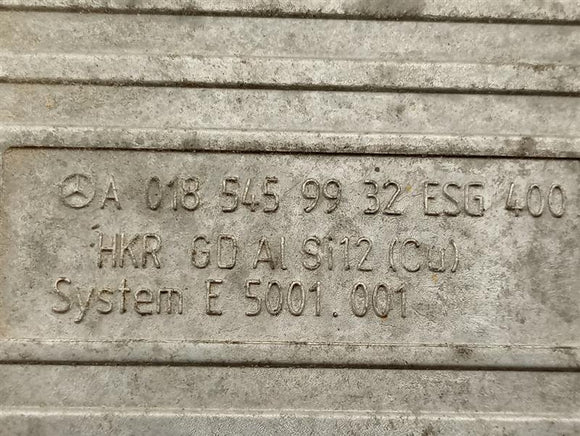 A 018 545 99 32 ESG 400
HKR GD Al Si12 (Cu)
System E 5001.001